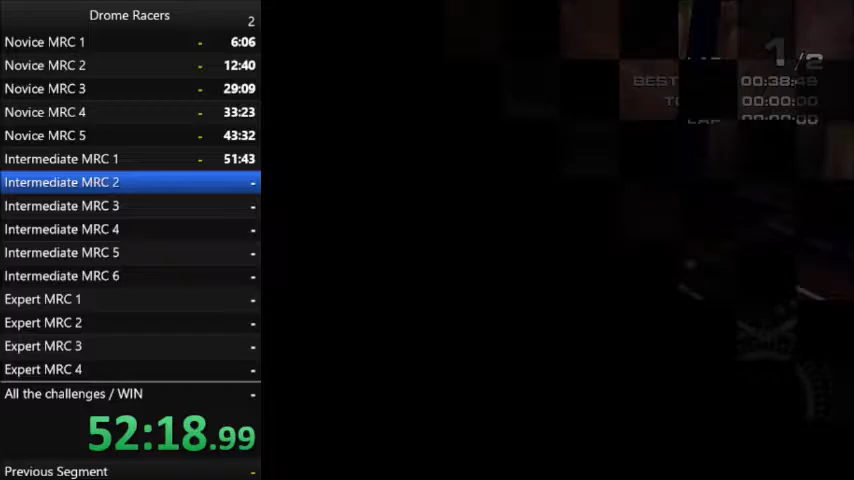 Drome Racers
2
Novice MRC 1 - 6:06
Novice MRC 2 - 12:40
Novice MRC 3 - 29:09
Novice MRC 4 - 33:23
Novice MRC 5 - 43:32
Intermediate MRC 1 - 51:43
Intermediate MRC 2 -
Intermediate MRC 3 -
Intermediate MRC 4 -
Intermediate MRC 5 -
Intermediate MRC 6 -
Expert MRC 1 -
Expert MRC 2 -
Expert MRC 3 -
Expert MRC 4 -
All the challenges / WIN -
52:18.99
Previous Segment -
1/2
BEST 00:38:49
00:00:00
00:00:00